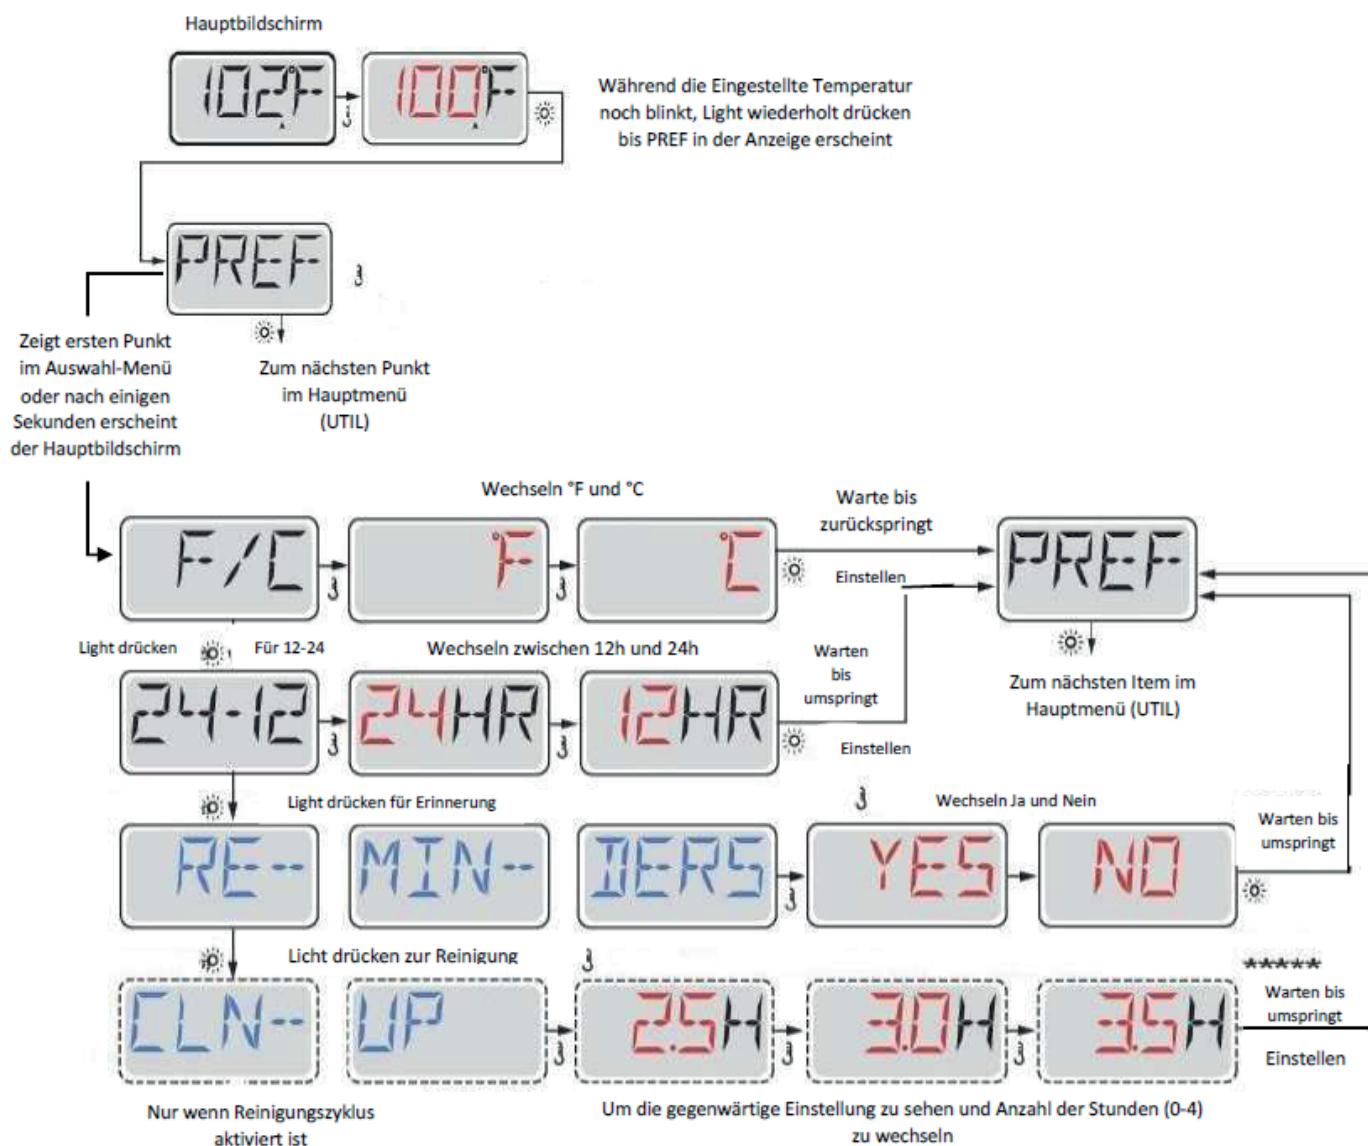 Hauptbildschirm
102°F
100°F
Während die Eingestellte Temperatur
noch blinkt, Light wiederholt drücken
bis PREF in der Anzeige erscheint
PREF
Zeigt ersten Punkt
im Auswahl-Menü
oder nach einigen
Sekunden erscheint
der Hauptbildschirm
Zum nächsten Punkt
im Hauptmenü
(UTIL)
Wechseln °F und °C
Warte bis
zurückspringt
F/C
°F
°C
Einstellen
PREF
Light drücken
Für 12-24
Wechseln zwischen 12h und 24h
Warten
bis
umspringt
Zum nächsten Item im
Hauptmenü (UTIL)
24-12
24HR
12HR
Einstellen
Light drücken für Erinnerung
Wechseln Ja und Nein
Warten bis
umspringt
RE--
MIN--
DERS
YES
NO
Licht drücken zur Reinigung
*****
Warten bis
umspringt
CLN--
UP
2.5H
3.0H
3.5H
Einstellen
Nur wenn Reinigungszyklus
aktiviert ist
Um die gegenwärtige Einstellung zu sehen und Anzahl der Stunden (0-4)
zu wechseln